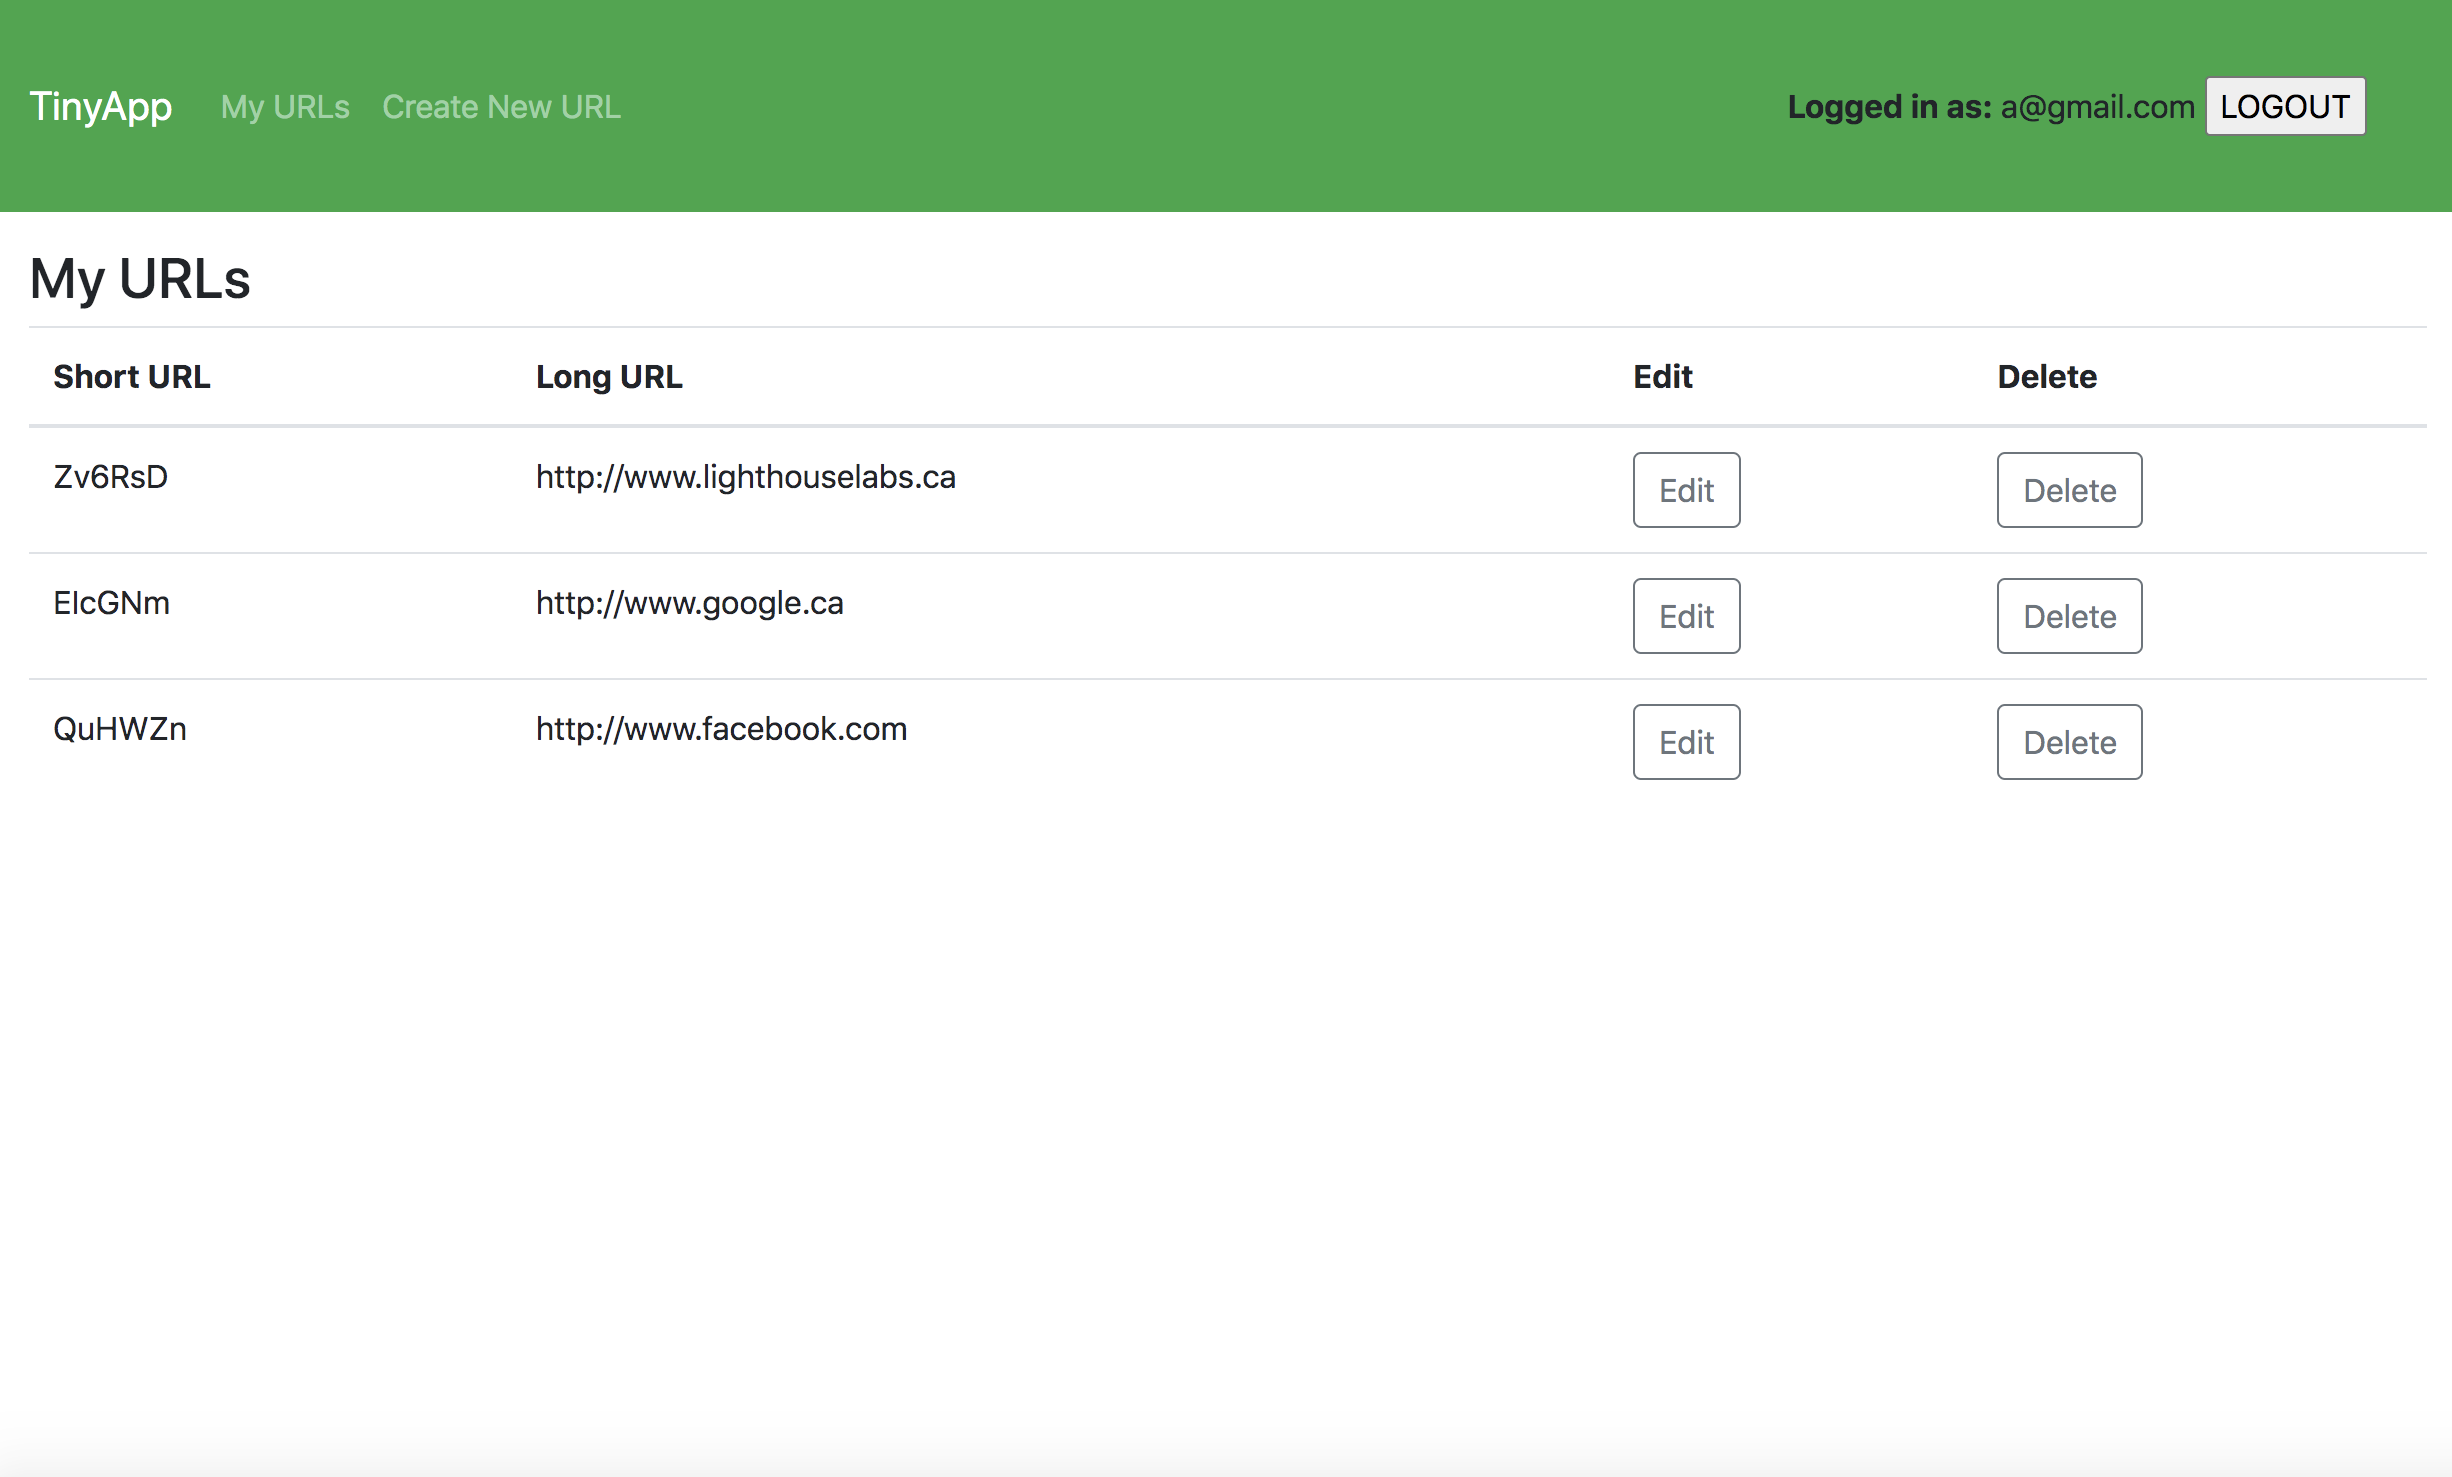 TinyApp My URLs Create New URL Logged in as: a@gmail.com LOGOUT
My URLs
Short URL Long URL Edit Delete
Zv6RsD http://www.lighthouselabs.ca Edit Delete
EIcGNm http://www.google.ca Edit Delete
QuHWZn http://www.facebook.com Edit Delete